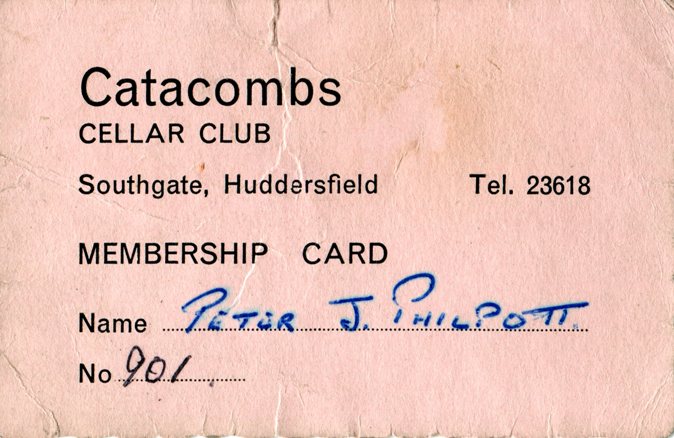 Catacombs
CELLAR CLUB
Southgate, Huddersfield Tel. 23618
MEMBERSHIP CARD
Name PETER J. PHILPOTT.
No 901